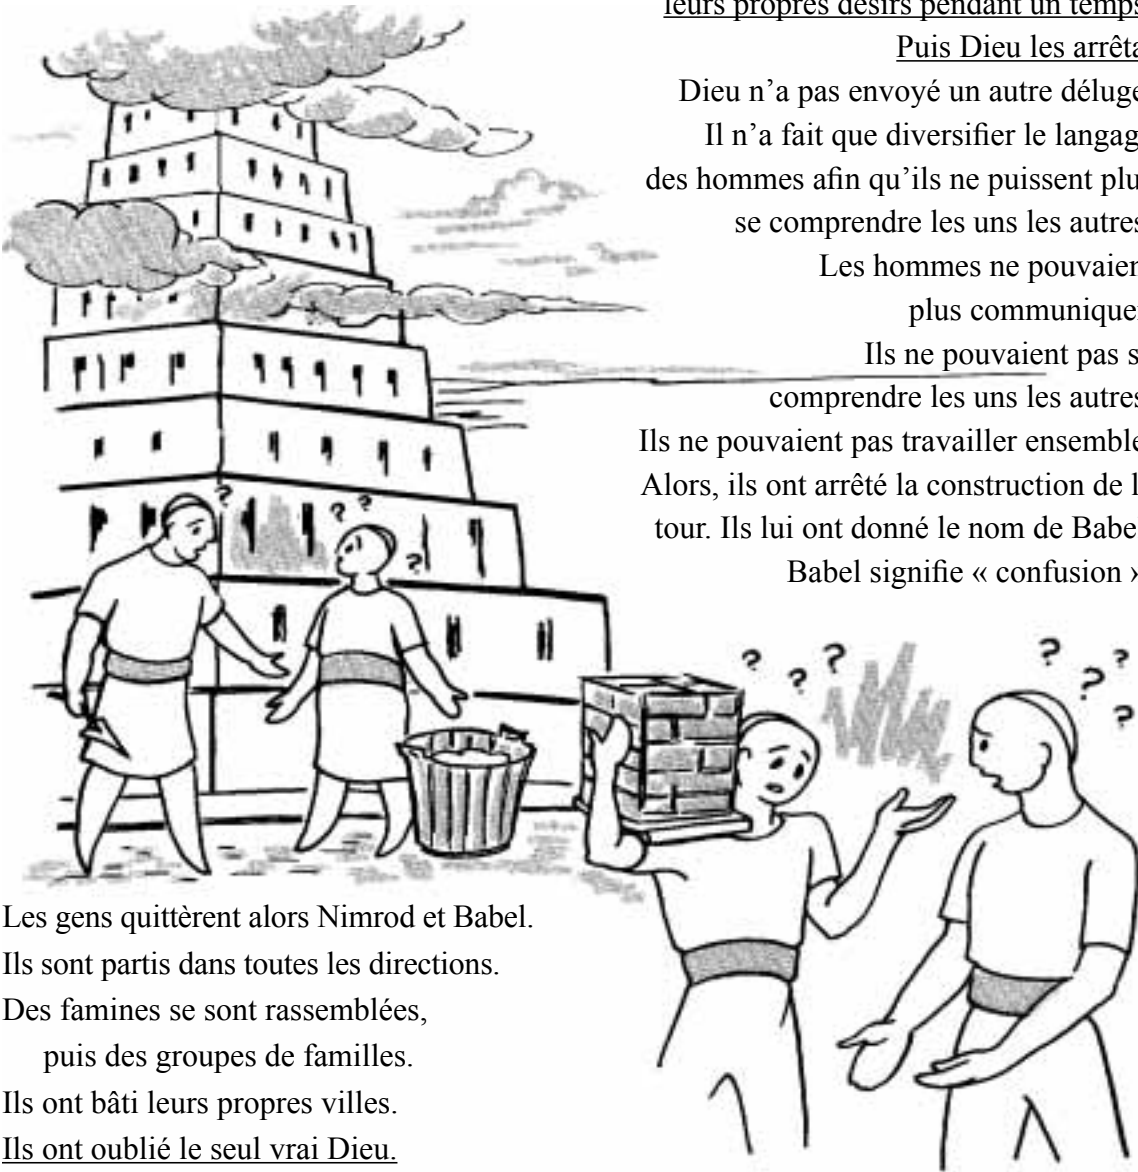 leurs propres désirs pendant un temps
Puis Dieu les arrêta
Dieu n’a pas envoyé un autre déluge
Il n’a fait que diversifier le langag
des hommes afin qu’ils ne puissent plu
se comprendre les uns les autres
Les hommes ne pouvaien
plus communique
Ils ne pouvaient pas s
comprendre les uns les autres
Ils ne pouvaient pas travailler ensemble
Alors, ils ont arrêté la construction de l
tour. Ils lui ont donné le nom de Babe
Babel signifie « confusion »
Les gens quittèrent alors Nimrod et Babel.
Ils sont partis dans toutes les directions.
Des famines se sont rassemblées,
puis des groupes de familles.
Ils ont bâti leurs propres villes.
Ils ont oublié le seul vrai Dieu.